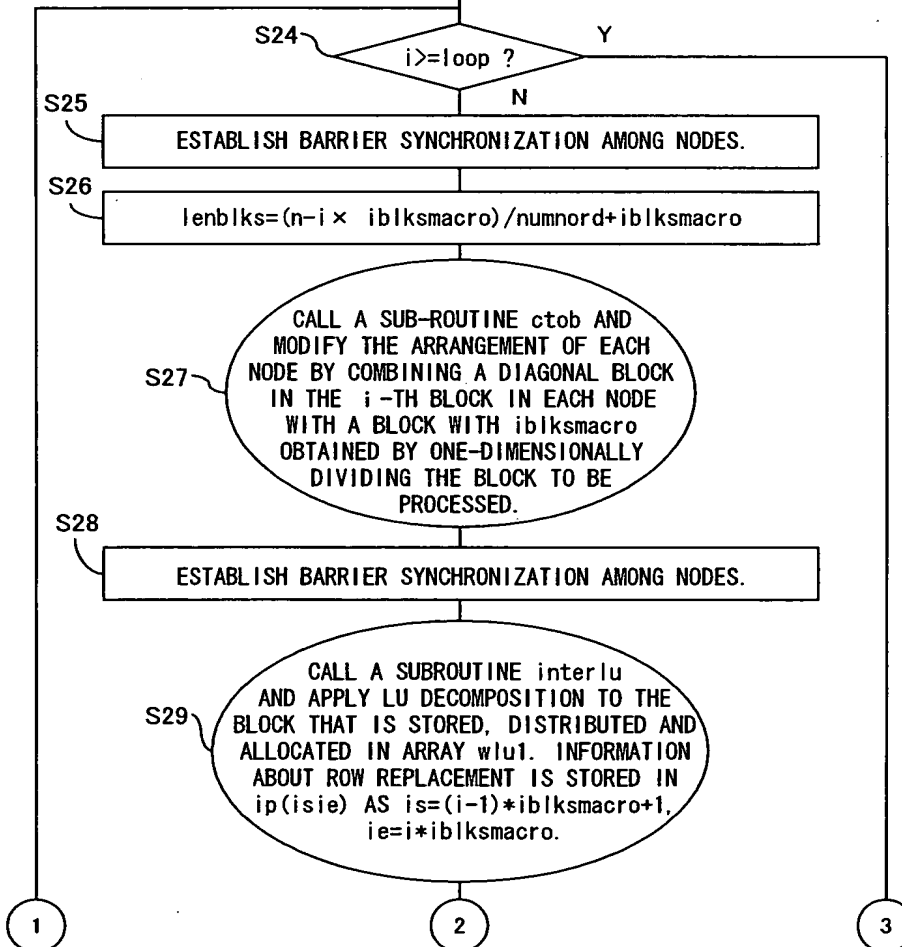 S24
i>=loop ?
Y
N
S25
ESTABLISH BARRIER SYNCHRONIZATION AMONG NODES.
S26
lenblks=(n-i× iblksmacro)/numnord+iblksmacro
S27
CALL A SUB-ROUTINE ctob AND
MODIFY THE ARRANGEMENT OF EACH
NODE BY COMBINING A DIAGONAL BLOCK
IN THE i-TH BLOCK IN EACH NODE
WITH A BLOCK WITH iblksmacro
OBTAINED BY ONE-DIMENSIONALLY
DIVIDING THE BLOCK TO BE
PROCESSED.
S28
ESTABLISH BARRIER SYNCHRONIZATION AMONG NODES.
S29
CALL A SUBROUTINE interlu
AND APPLY LU DECOMPOSITION TO THE
BLOCK THAT IS STORED, DISTRIBUTED AND
ALLOCATED IN ARRAY wlu1. INFORMATION
ABOUT ROW REPLACEMENT IS STORED IN
ip(isie) AS is=(i-1)*iblksmacro+1,
ie=i*iblksmacro.
1
2
3